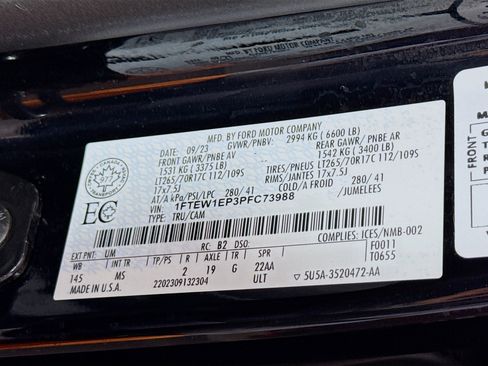 MFD. BY FORD MOTOR COMPANY
09/23 GVWR/PNBV: 2994 KG ( 6600 LB)
FRONT GAWR/ PNBE AV REAR GAWR/ PNBE AR
1531 KG ( 3375 LB) 1542 KG ( 3400 LB)
LT265/70R17C 112/109S TIRES/PNEUS LT265/70R17C 112/109S
17x7.5J RIMS/JANTES 17x7.5J
AT/A kPa/PSI/LPC 280/41 COLD/A FROID 280/41
/JUMELEES
1FTEW1EP3PFC73988
TYPE: TRU/CAM
EC
EXT PNT: UM RC: B2 DSO: COMPLIES: ICES/NMB-002
WB INT TR TP/PS R AXLE TR SPR F0011
145 MS 2 19 G 22AA T0655
ULT
MADE IN U.S.A. 2202309132304 5U5A-3520472-AA
FRONT